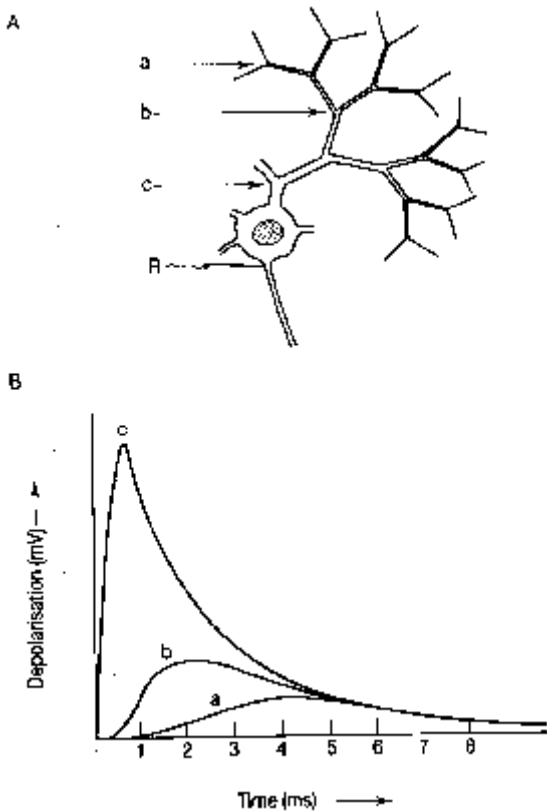 A
a
b-
c-
R
B
c
b
a
Depolarisation (mV)
1 2 3 4 5 6 7 8
Time (ms)